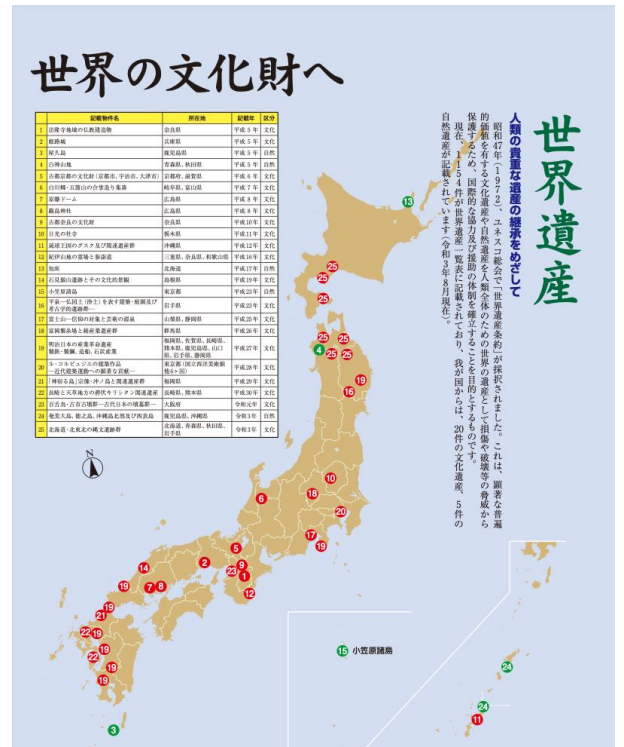 世界の文化財へ
世界遺産
人類の貴重な遺産の継承をめざして
昭和47年(1972)、ユネスコ総会で「世界遺産条約」が採択されました。これは、顕著な普遍
的価値を有する文化遺産や自然遺産を人類全体のための世界の遺産として損傷や破壊等の脅威から
保護するため、国際的な協力及び援助の体制を確立することを目的とするものです。
現在、1154件が世界遺産一覧表に記載されており、我が国からは、20件の文化遺産、5件の
自然遺産が記載されています(令和3年8月現在)。
記載物件名 所在地 記載年 区分
1 法隆寺地域の仏教建造物 奈良県 平成5年 文化
2 姫路城 兵庫県 平成5年 文化
3 屋久島 鹿児島県 平成5年 自然
4 白神山地 青森県、秋田県 平成5年 自然
5 古都京都の文化財(京都市、宇治市、大津市) 京都府、滋賀県 平成6年 文化
6 白川郷・五箇山の合掌造り集落 岐阜県、富山県 平成7年 文化
7 原爆ドーム 広島県 平成8年 文化
8 厳島神社 広島県 平成8年 文化
9 古都奈良の文化財 奈良県 平成10年 文化
10 日光の社寺 栃木県 平成11年 文化
11 琉球王国のグスク及び関連遺産群 沖縄県 平成12年 文化
12 紀伊山地の霊場と参詣道 三重県、奈良県、和歌山県 平成16年 文化
13 知床 北海道 平成17年 自然
14 石見銀山遺跡とその文化的景観 島根県 平成19年 文化
15 小笠原諸島 東京都 平成23年 自然
16 平泉―仏国土(浄土)を表す建築・庭園及び
考古学的遺跡群― 岩手県 平成23年 文化
17 富士山―信仰の対象と芸術の源泉 山梨県、静岡県 平成25年 文化
18 富岡製糸場と絹産業遺産群 群馬県 平成26年 文化
19 明治日本の産業革命遺産
製鉄・製鋼、造船、石炭産業 福岡県、佐賀県、長崎県、
熊本県、鹿児島県、山口
県、岩手県、静岡県 平成27年 文化
20 ル・コルビュジエの建築作品
―近代建築運動への顕著な貢献― 東京都(国立西洋美術館
他6ヶ国) 平成28年 文化
21 「神宿る島」宗像・沖ノ島と関連遺産群 福岡県 平成29年 文化
22 長崎と天草地方の潜伏キリシタン関連遺産 長崎県、熊本県 平成30年 文化
23 百舌鳥・古市古墳群―古代日本の墳墓群― 大阪府 令和元年 文化
24 奄美大島、徳之島、沖縄島北部及び西表島 鹿児島県、沖縄県 令和3年 自然
25 北海道・北東北の縄文遺跡群 北海道、青森県、秋田県、
岩手県 令和3年 文化
N
13
25
25
25 25
4 25 25
19
16
10
6 18
20
17 19
5
14 2 9
23 1
19 7 8
12
19
21
22 19
19
22
19
19
15 小笠原諸島
24
24
3
11